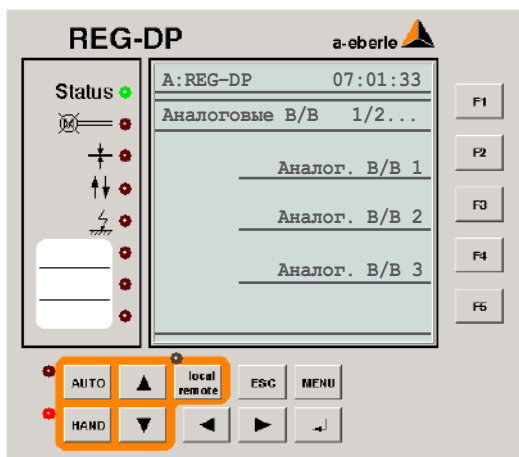 REG-DP
a-eberle
Status
A:REG-DP 07:01:33
Аналоговые В/В 1/2...
Аналог. В/В 1
Аналог. В/В 2
Аналог. В/В 3
F1
F2
F3
F4
F5
AUTO
local
remote
ESC
MENU
HAND